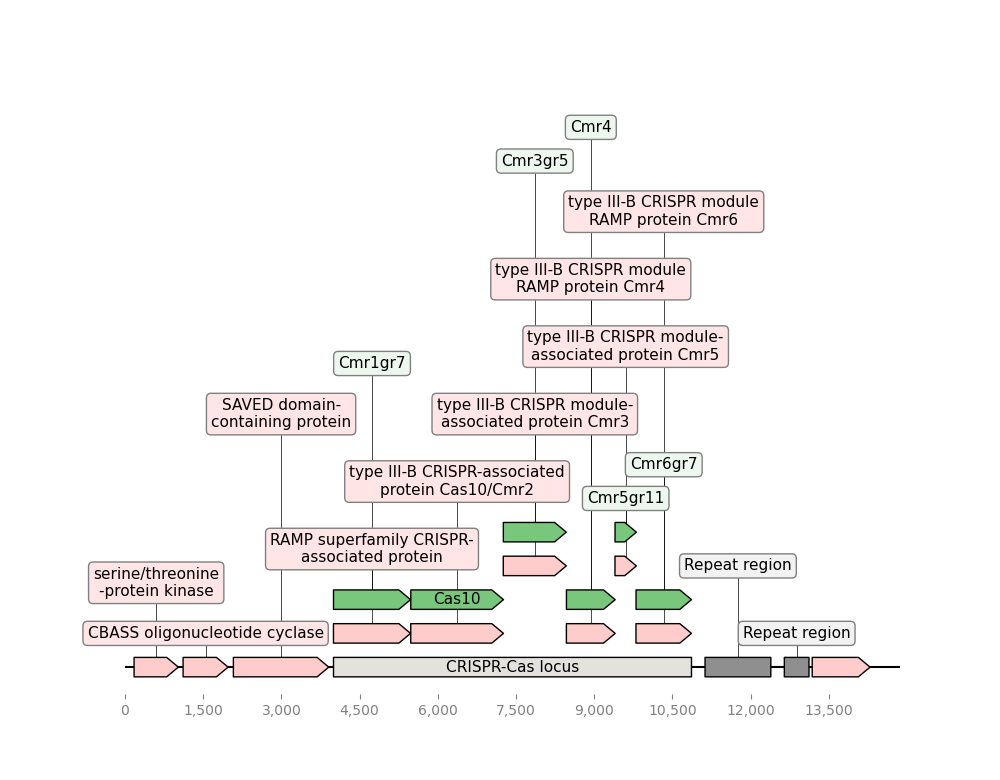 Cmr4
Cmr3gr5
type III-B CRISPR module
RAMP protein Cmr6
type III-B CRISPR module
RAMP protein Cmr4
type III-B CRISPR module-
associated protein Cmr5
Cmr1gr7
SAVED domain-
containing protein
type III-B CRISPR module-
associated protein Cmr3
Cmr6gr7
type III-B CRISPR-associated
protein Cas10/Cmr2
Cmr5gr11
RAMP superfamily CRISPR-
associated protein
Repeat region
serine/threonine
-protein kinase
Cas10
CBASS oligonucleotide cyclase
Repeat region
CRISPR-Cas locus
0
1,500
3,000
4,500
6,000
7,500
9,000
10,500
12,000
13,500